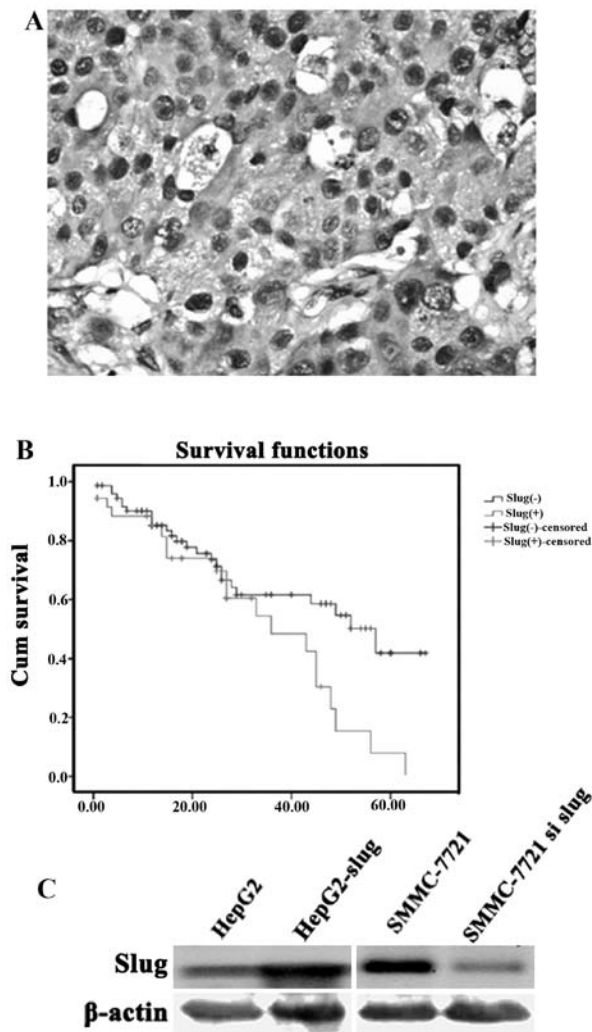 A
B
Survival functions
Slug(-)
Slug(+)
Slug(-)-censored
Slug(+)-censored
Cum survival
1.0
0.8
0.6
0.4
0.2
0.0
0.00
20.00
40.00
60.00
C
HepG2
HepG2-slug
SMMC-7721
SMMC-7721 si slug
Slug
β-actin